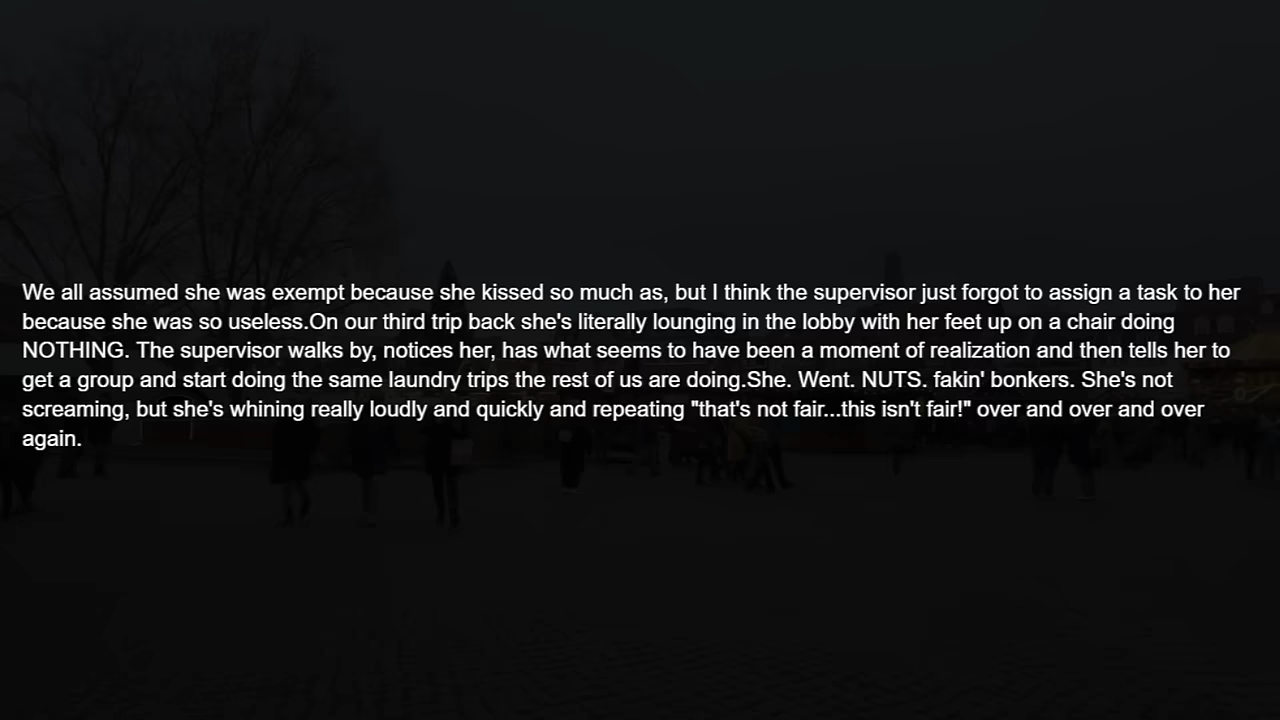 We all assumed she was exempt because she kissed so much as, but I think the supervisor just forgot to assign a task to her
because she was so useless.On our third trip back she's literally lounging in the lobby with her feet up on a chair doing
NOTHING. The supervisor walks by, notices her, has what seems to have been a moment of realization and then tells her to
get a group and start doing the same laundry trips the rest of us are doing.She. Went. NUTS. fakin' bonkers. She's not
screaming, but she's whining really loudly and quickly and repeating "that's not fair...this isn't fair!" over and over and over
again.